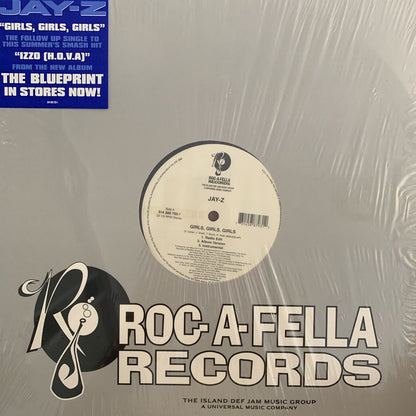 JAY-Z
"GIRLS, GIRLS, GIRLS"
THE FOLLOW UP SINGLE TO
THIS SUMMER'S SMASH HIT
"IZZO (H.O.V.A)"
FROM THE NEW ALBUM
THE BLUEPRINT
IN STORES NOW!
ROC-A-FELLA
RECORDS
JAY-Z
GIRLS, GIRLS, GIRLS
1. Radio Edit
2. Album Version
3. Instrumental
ROC-A-FELLA
RECORDS
THE ISLAND DEF JAM MUSIC GROUP
A UNIVERSAL MUSIC COMPANY